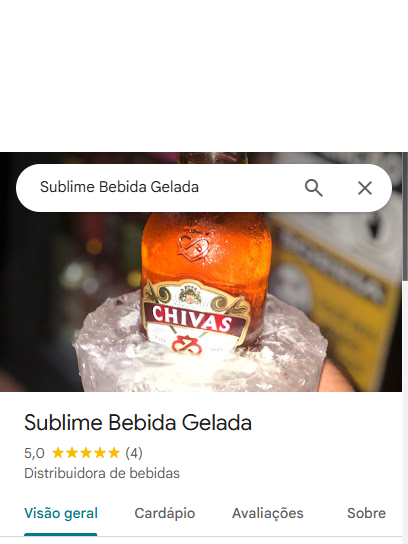 Sublime Bebida Gelada
CHIVAS
Sublime Bebida Gelada
5,0 (4)
Distribuidora de bebidas
Visão geral
Cardápio
Avaliações
Sobre